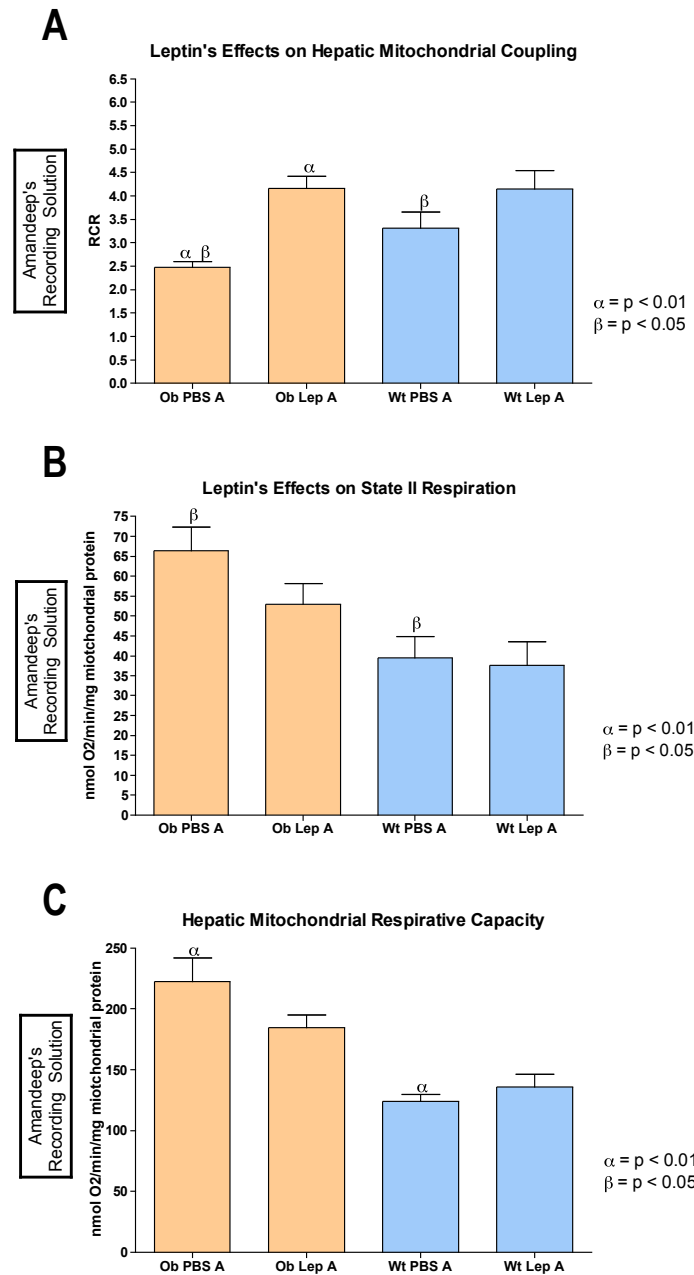 A
Leptin's Effects on Hepatic Mitochondrial Coupling
Amandeep's
Recording Solution
RCR
6.5
6.0
5.5
5.0
4.5
4.0
3.5
3.0
2.5
2.0
1.5
1.0
0.5
0.0
α β
α
β
Ob PBS A
Ob Lep A
Wt PBS A
Wt Lep A
α = p < 0.01
β = p < 0.05
B
Leptin's Effects on State II Respiration
Amandeep's
Recording Solution
nmol O2/min/mg miotchondrial protein
75
70
65
60
55
50
45
40
35
30
25
20
15
10
5
0
β
β
Ob PBS A
Ob Lep A
Wt PBS A
Wt Lep A
α = p < 0.01
β = p < 0.05
C
Hepatic Mitochondrial Respirative Capacity
Amandeep's
Recording Solution
nmol O2/min/mg miotchondrial protein
250
200
150
100
50
0
α
α
Ob PBS A
Ob Lep A
Wt PBS A
Wt Lep A
α = p < 0.01
β = p < 0.05